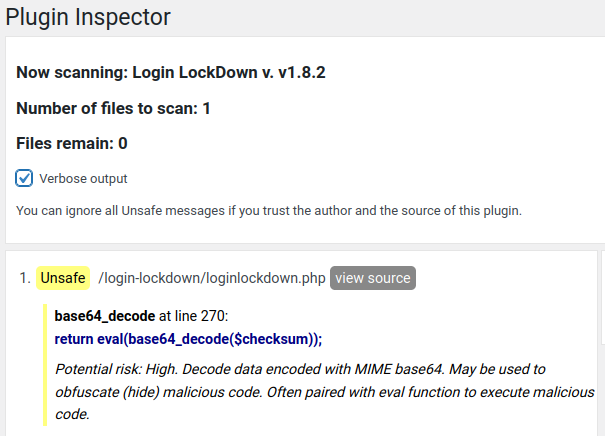 Plugin Inspector
Now scanning: Login LockDown v. v1.8.2
Number of files to scan: 1
Files remain: 0
Verbose output
You can ignore all Unsafe messages if you trust the author and the source of this plugin.
1. Unsafe /login-lockdown/loginlockdown.php view source
base64_decode at line 270:
return eval(base64_decode($checksum));
Potential risk: High. Decode data encoded with MIME base64. May be used to
obfuscate (hide) malicious code. Often paired with eval function to execute malicious
code.